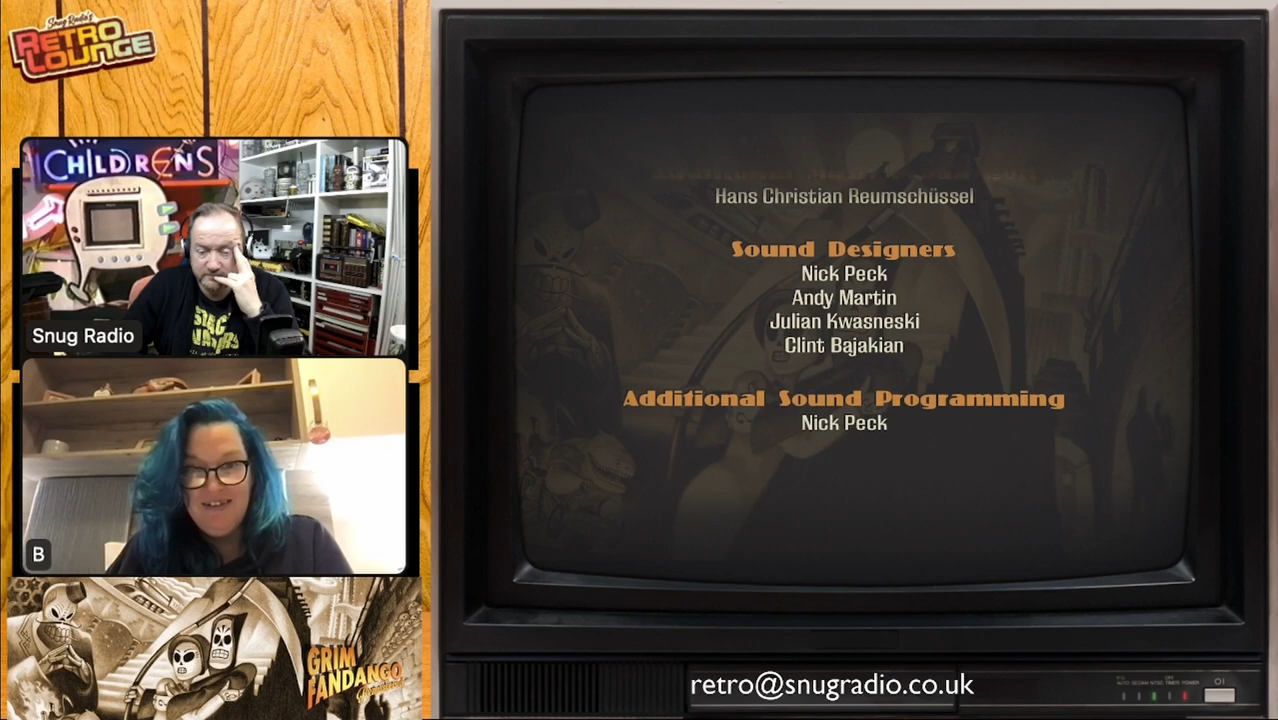 Snug Radio's
RETRO
LOUNGE
CHILDRENS
Snug Radio
B
GRIM
FANDANGO
Hans Christian Reumschüssel
Sound Designers
Nick Peck
Andy Martin
Julian Kwasneski
Clint Bajakian
Additional Sound Programming
Nick Peck
retro@snugradio.co.uk